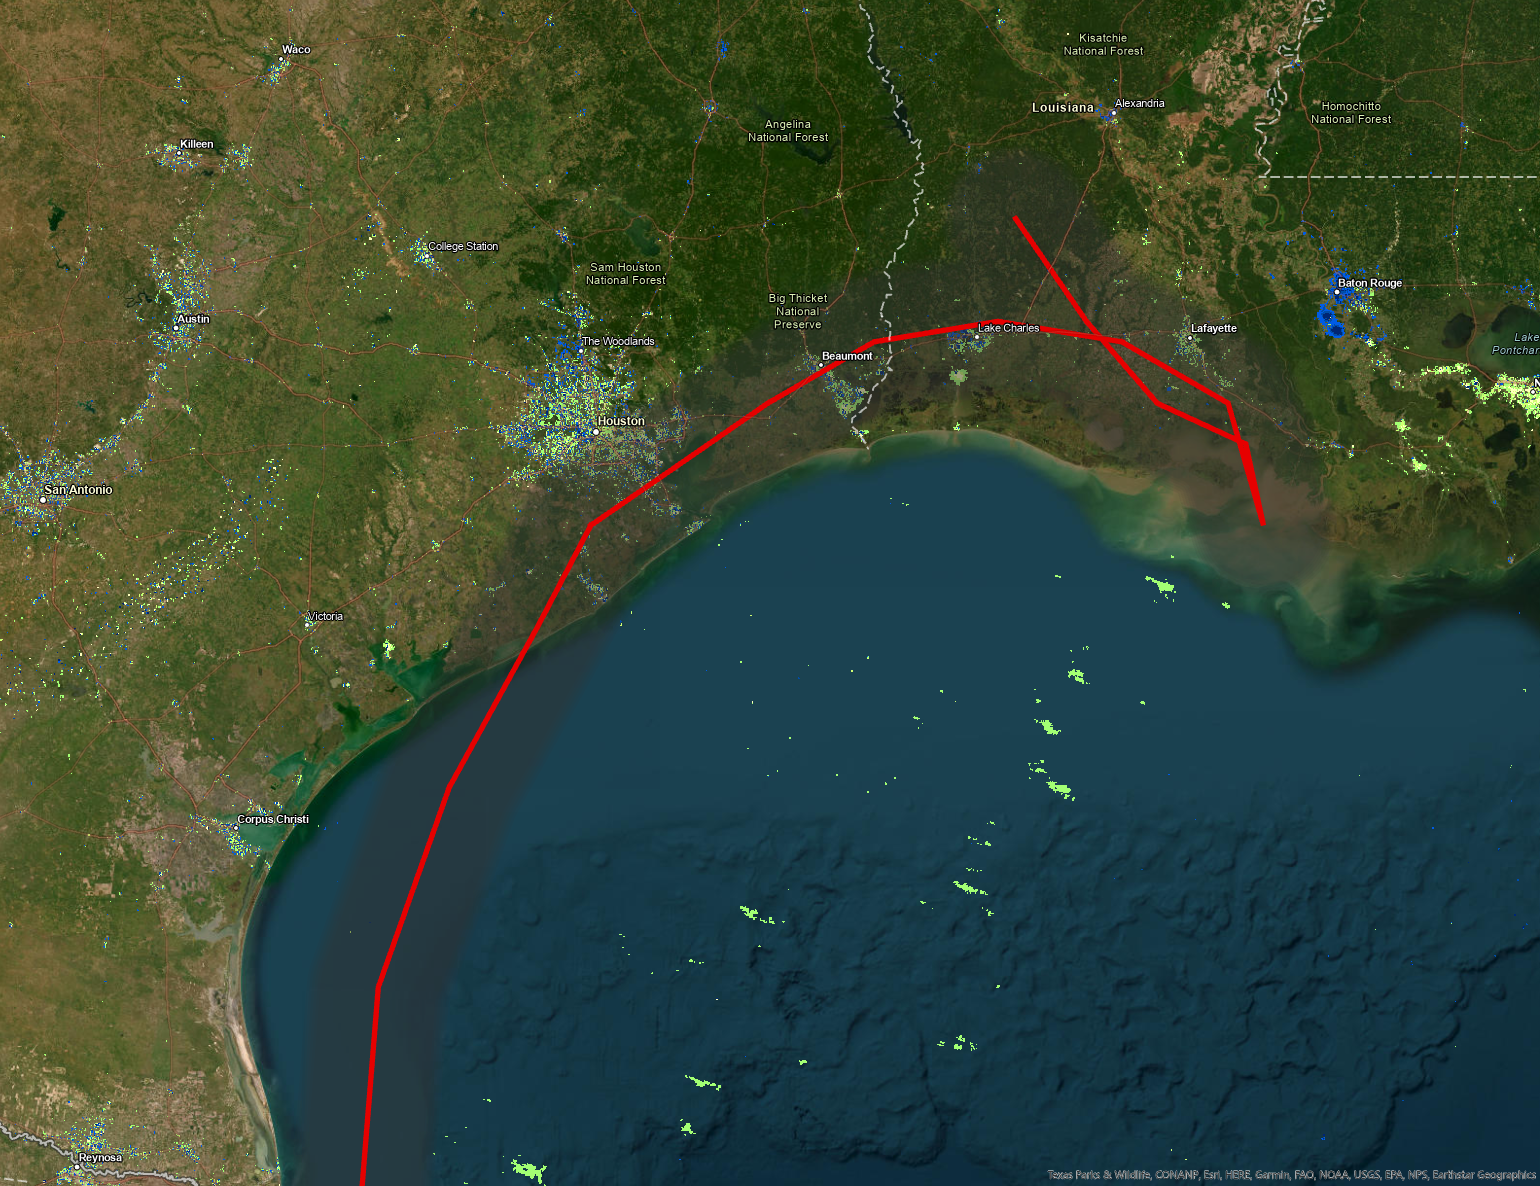 Kisatchie
National Forest
Waco
Louisiana
Alexandria
Homochitto
National Forest
Angelina
National Forest
Killeen
College Station
Sam Houston
National Forest
Baton Rouge
Big Thicket
National
Preserve
Austin
Lake Charles
Lafayette
The Woodlands
Lake
Pontchar
Beaumont
N
Houston
San Antonio
Victoria
Corpus Christi
Reynosa
Texas Parks & Wildlife, CONANP, Esri, HERE, Garmin, FAO, NOAA, USGS, EPA, NPS, Earthstar Geographics